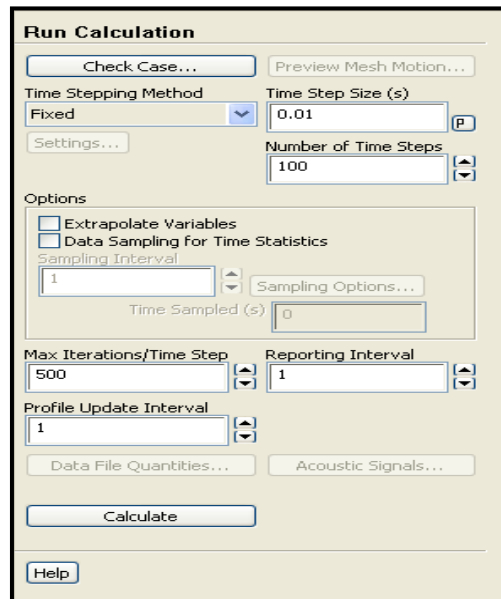 Run Calculation
Check Case... Preview Mesh Motion...
Time Stepping Method Time Step Size (s)
Fixed 0.01 P
Settings... Number of Time Steps
100
Options
Extrapolate Variables
Data Sampling for Time Statistics
Sampling Interval
1 Sampling Options...
Time Sampled (s) 0
Max Iterations/Time Step Reporting Interval
500 1
Profile Update Interval
1
Data File Quantities... Acoustic Signals...
Calculate
Help